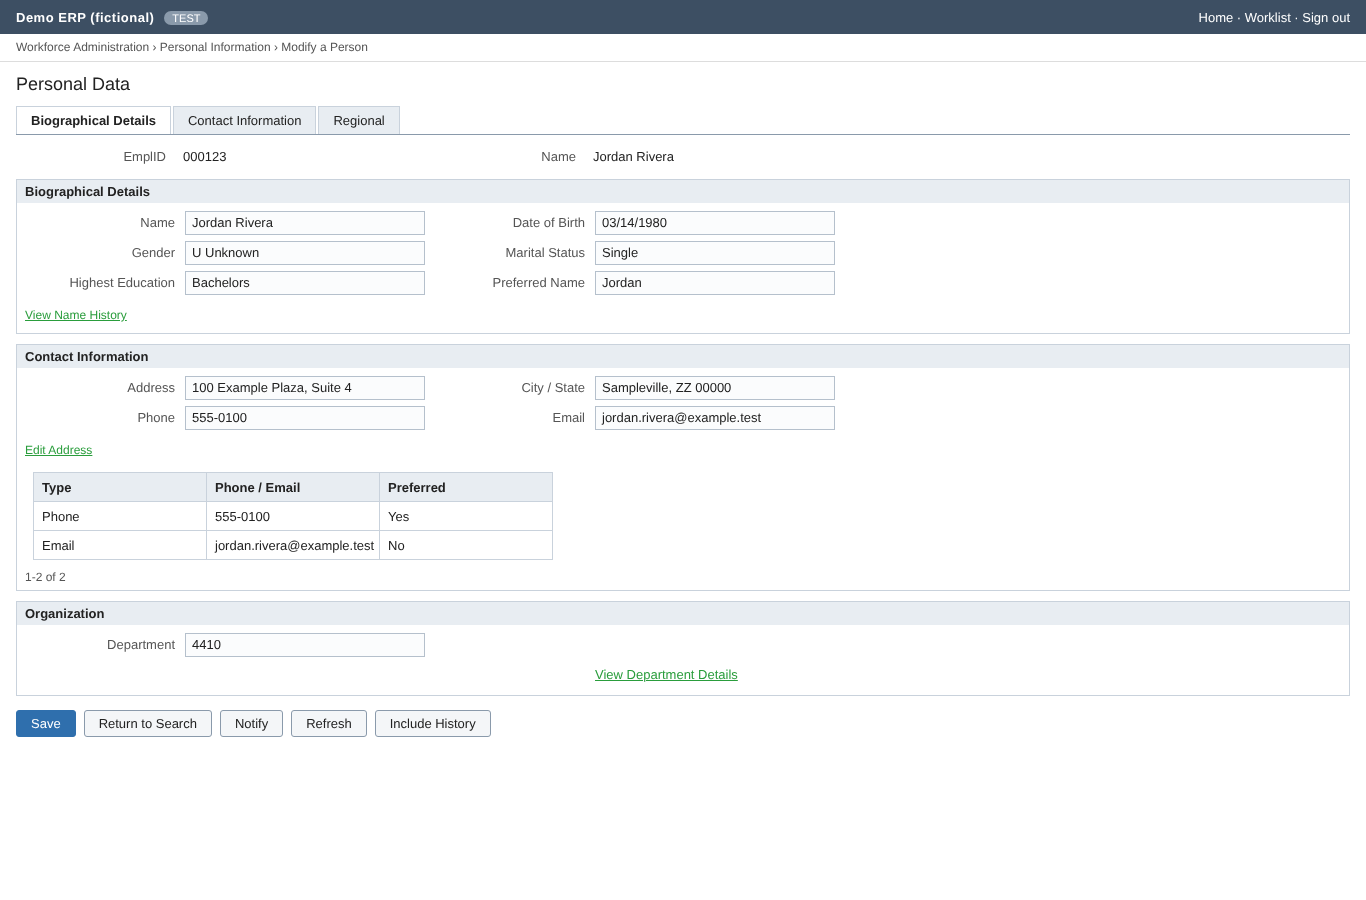 Demo ERP (fictional) TEST Home · Worklist · Sign out
Workforce Administration › Personal Information › Modify a Person
Personal Data
Biographical Details Contact Information Regional
EmplID 000123 Name Jordan Rivera
Biographical Details
Name Jordan Rivera Date of Birth 03/14/1980
Gender U Unknown Marital Status Single
Highest Education Bachelors Preferred Name Jordan
View Name History
Contact Information
Address 100 Example Plaza, Suite 4 City / State Sampleville, ZZ 00000
Phone 555-0100 Email jordan.rivera@example.test
Edit Address
Type Phone / Email Preferred
Phone 555-0100 Yes
Email jordan.rivera@example.test No
1-2 of 2
Organization
Department 4410
View Department Details
Save Return to Search Notify Refresh Include History